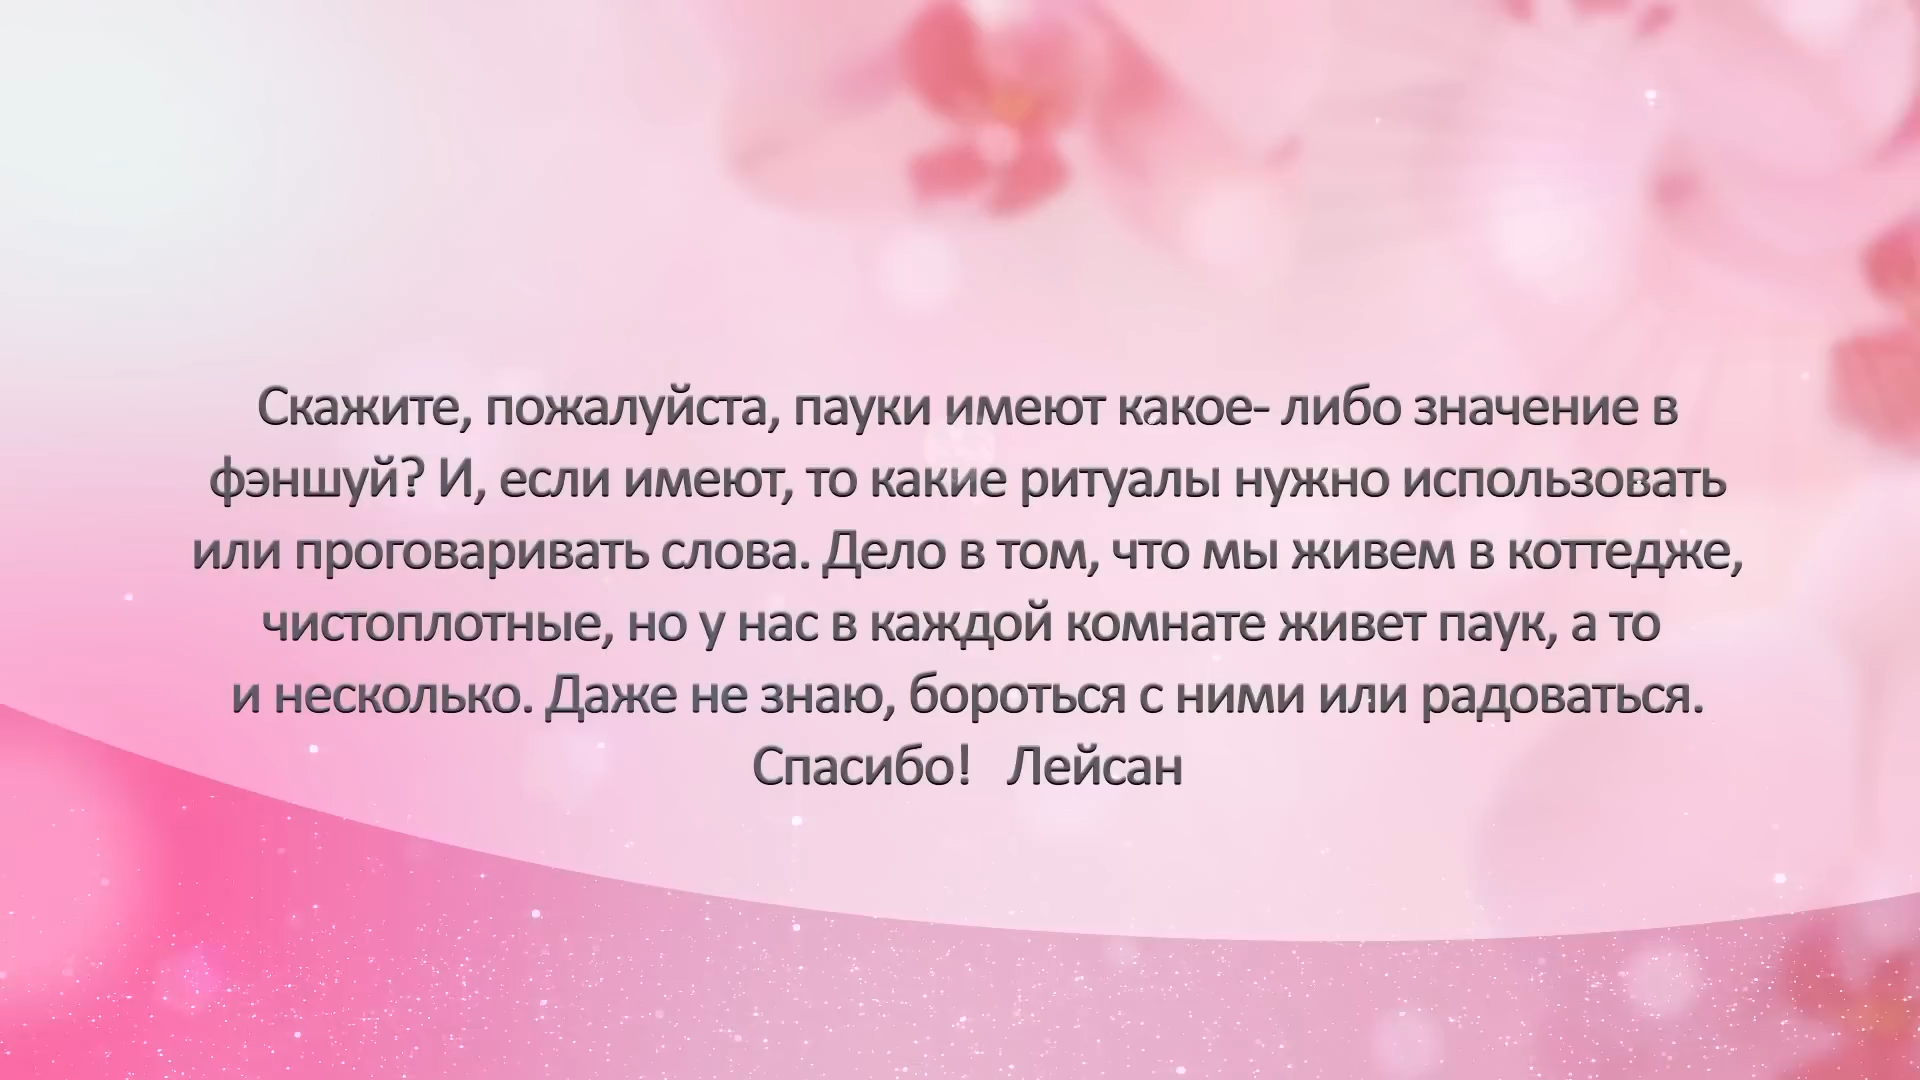 Скажите, пожалуйста, пауки имеют какое- либо значение в
фэншуй? И, если имеют, то какие ритуалы нужно использовать
или проговаривать слова. Дело в том, что мы живем в коттедже,
чистоплотные, но у нас в каждой комнате живет паук, а то
и несколько. Даже не знаю, бороться с ними или радоваться.
Спасибо!   Лейсан